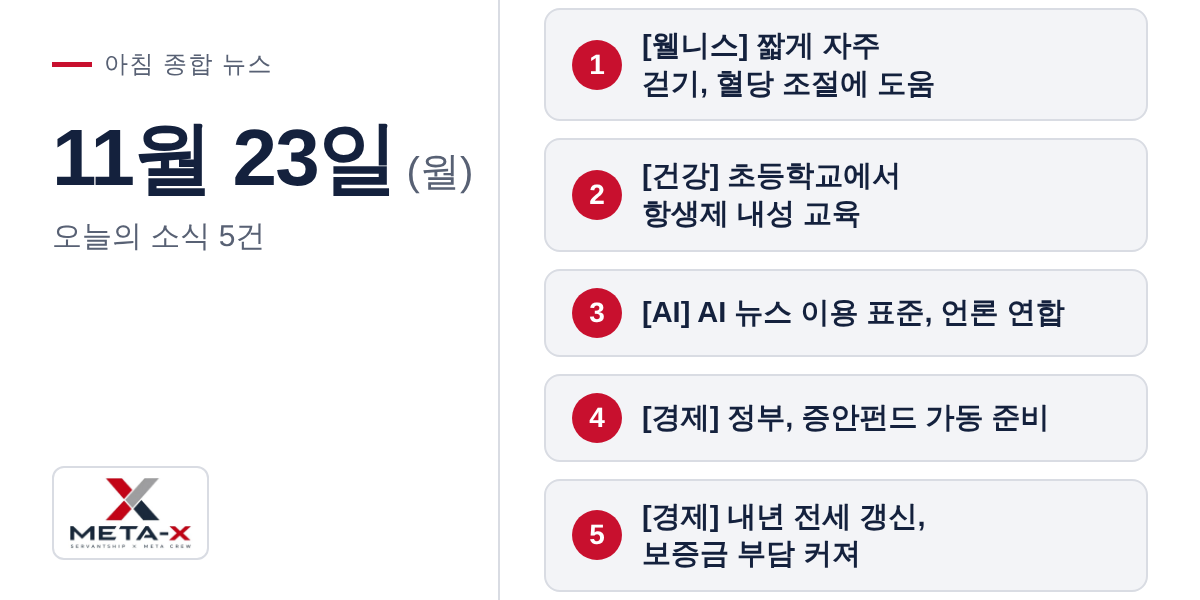 아침 종합 뉴스
11월 23일 (월)
오늘의 소식 5건
META-X
SERVANTSHIP × META CREW
1
[웰니스] 짧게 자주
걷기, 혈당 조절에 도움
2
[건강] 초등학교에서
항생제 내성 교육
3
[AI] AI 뉴스 이용 표준, 언론 연합
4
[경제] 정부, 증안펀드 가동 준비
5
[경제] 내년 전세 갱신,
보증금 부담 커져